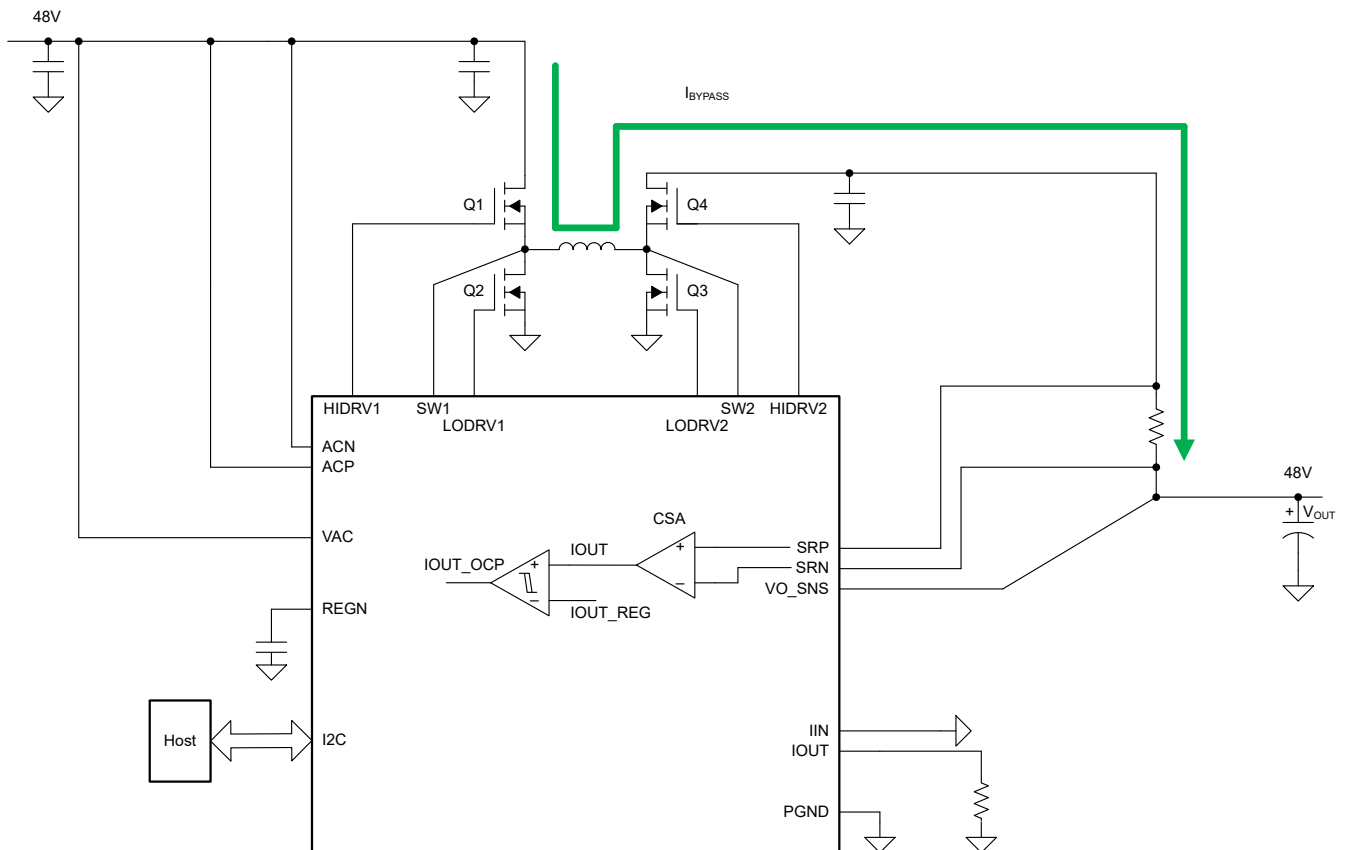 48V
IBYPASS
Q1
Q4
Q2
Q3
HIDRV1
SW1
LODRV1
LODRV2
SW2
HIDRV2
ACN
ACP
48V
VAC
CSA
+ VOUT
IOUT_OCP
IOUT
+
−
+
−
SRP
SRN
VO_SNS
IOUT_REG
REGN
Host
I2C
IIN
IOUT
PGND